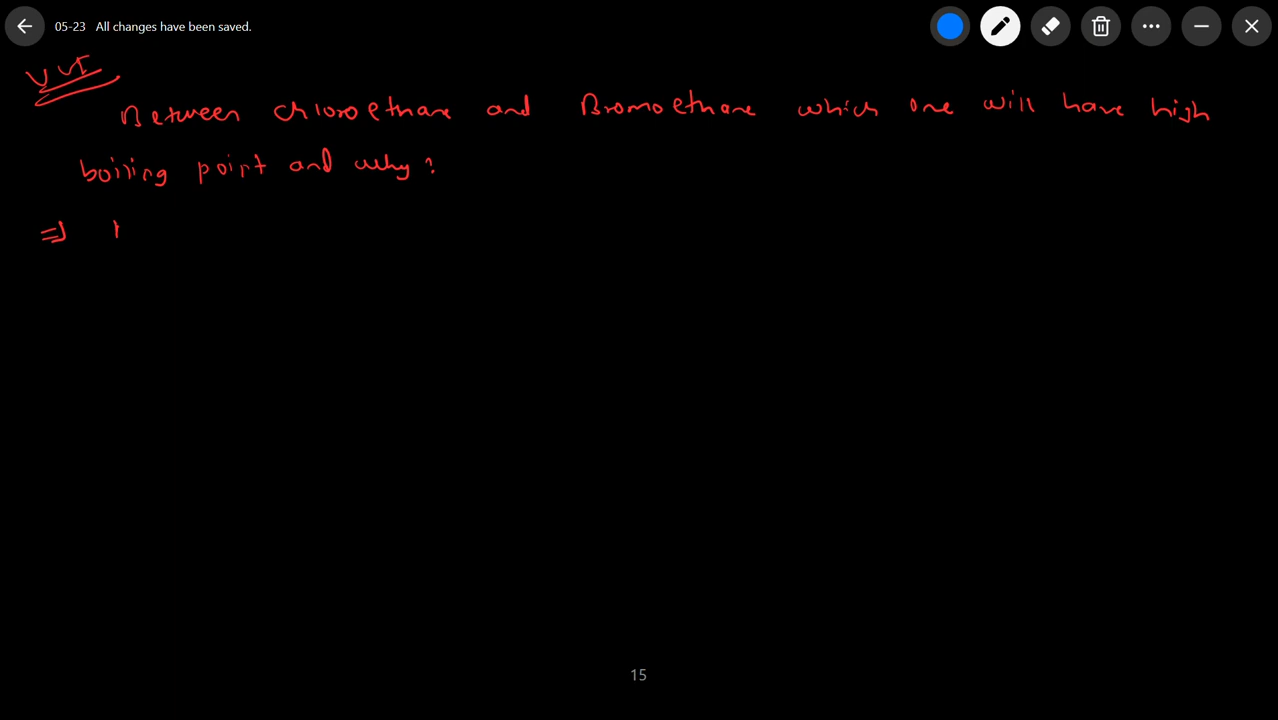 05-23 All changes have been saved.
VVI
Between chloroethane and Bromoethane which one will have high
boiling point and why?
⇒
15